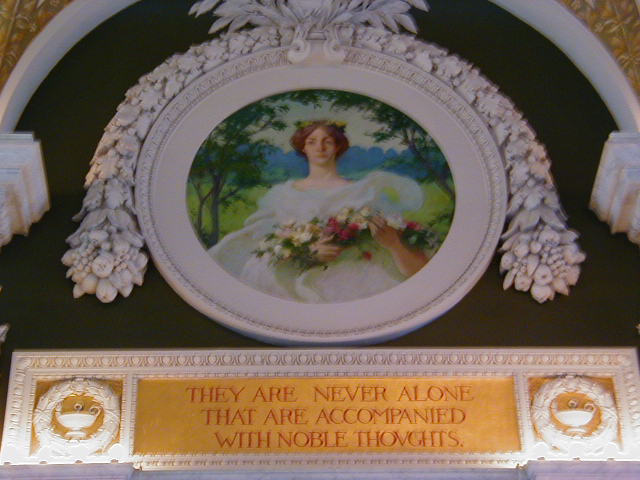 THEY ARE NEVER ALONE
THAT ARE ACCOMPANIED
WITH NOBLE THOVGHTS.